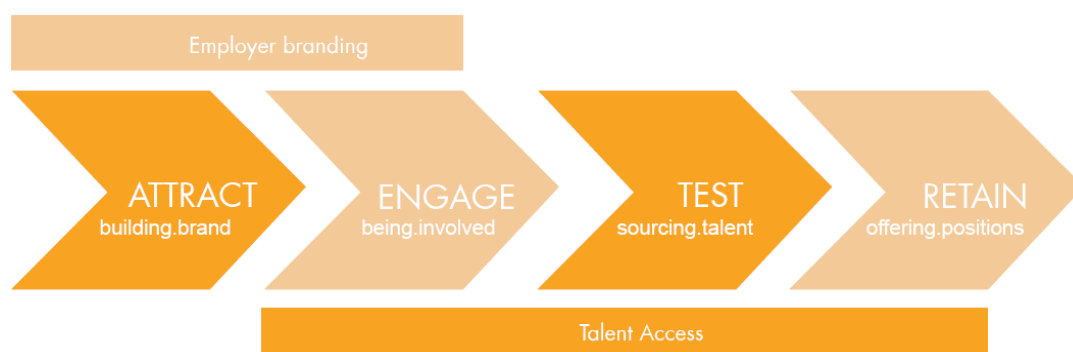 Employer branding
ATTRACT
building.brand
ENGAGE
being.involved
TEST
sourcing.talent
RETAIN
offering.positions
Talent Access